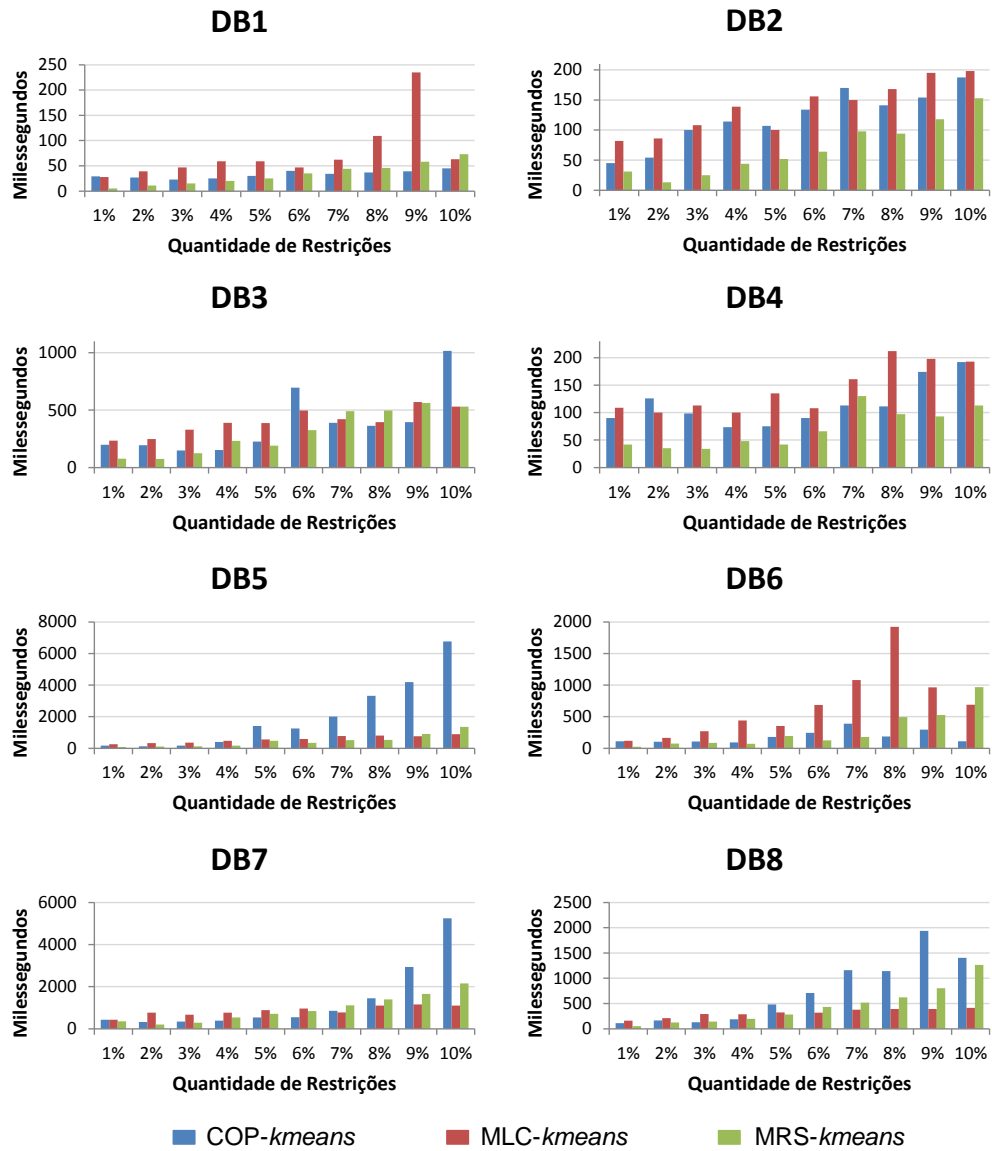 DB1
Milessegundos
250
200
150
100
50
0
1% 2% 3% 4% 5% 6% 7% 8% 9% 10%
Quantidade de Restrições
DB2
Milessegundos
200
150
100
50
0
1% 2% 3% 4% 5% 6% 7% 8% 9% 10%
Quantidade de Restrições
DB3
Milessegundos
1000
500
0
1% 2% 3% 4% 5% 6% 7% 8% 9% 10%
Quantidade de Restrições
DB4
Milessegundos
200
150
100
50
0
1% 2% 3% 4% 5% 6% 7% 8% 9% 10%
Quantidade de Restrições
DB5
Milessegundos
8000
6000
4000
2000
0
1% 2% 3% 4% 5% 6% 7% 8% 9% 10%
Quantidade de Restrições
DB6
Milessegundos
2000
1500
1000
500
0
1% 2% 3% 4% 5% 6% 7% 8% 9% 10%
Quantidade de Restrições
DB7
Milessegundos
6000
4000
2000
0
1% 2% 3% 4% 5% 6% 7% 8% 9% 10%
Quantidade de Restrições
DB8
Milessegundos
2500
2000
1500
1000
500
0
1% 2% 3% 4% 5% 6% 7% 8% 9% 10%
Quantidade de Restrições
COP-kmeans MLC-kmeans MRS-kmeans